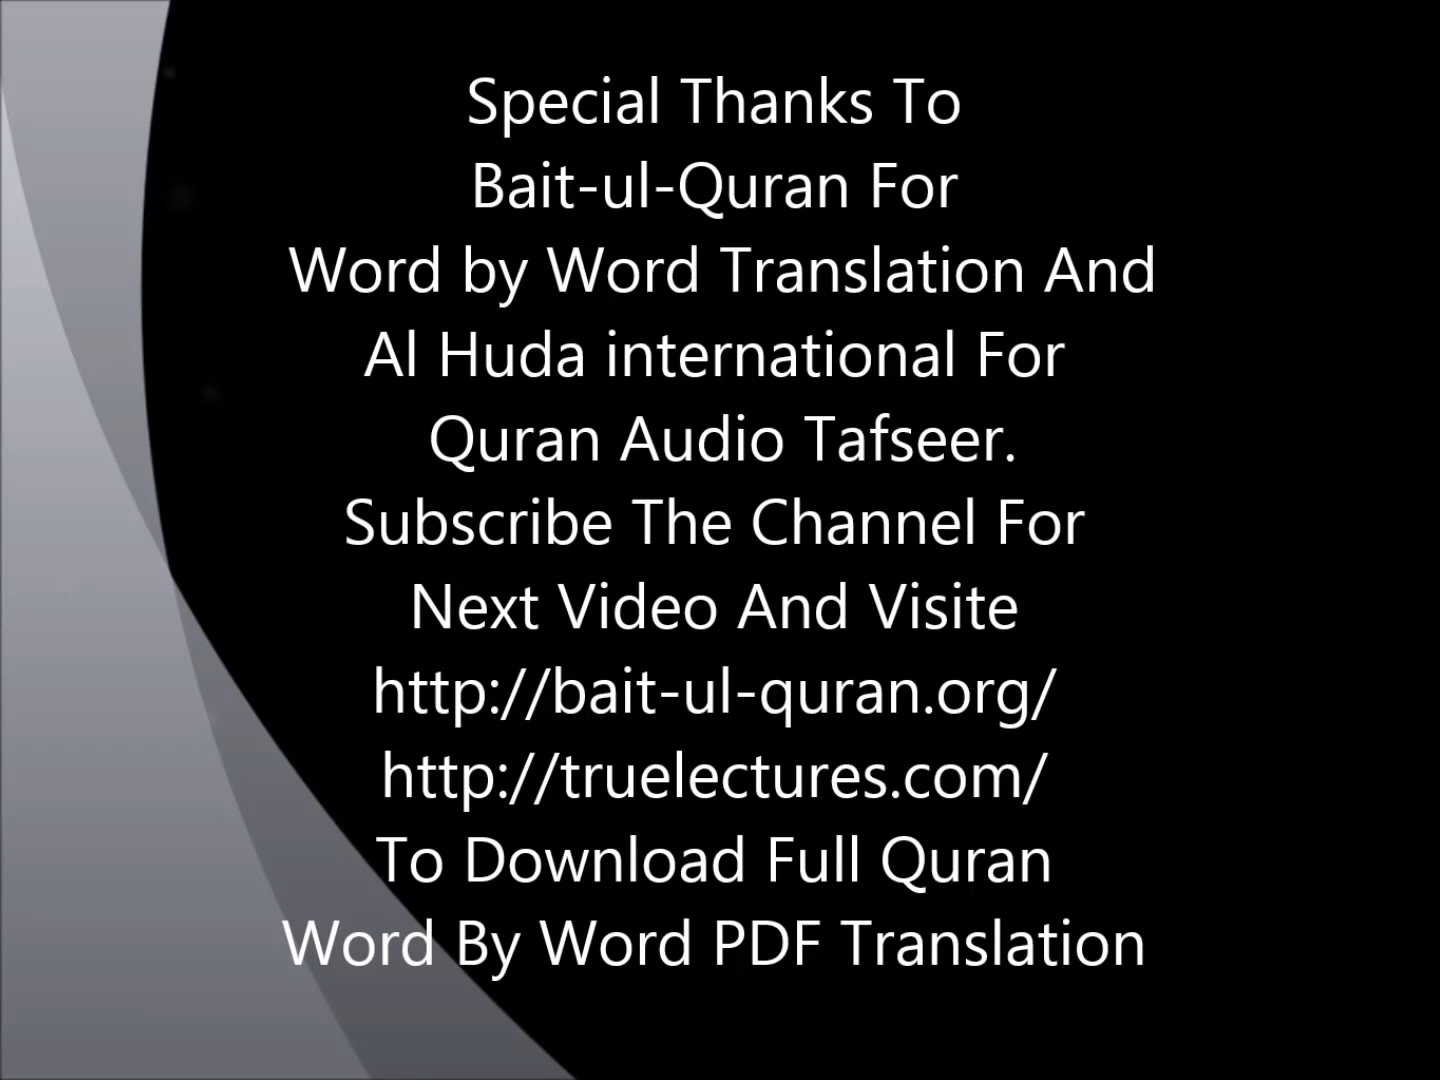 Special Thanks To
Bait-ul-Quran For
Word by Word Translation And
Al Huda international For
Quran Audio Tafseer.
Subscribe The Channel For
Next Video And Visite
http://bait-ul-quran.org/
http://truelectures.com/
To Download Full Quran
Word By Word PDF Translation